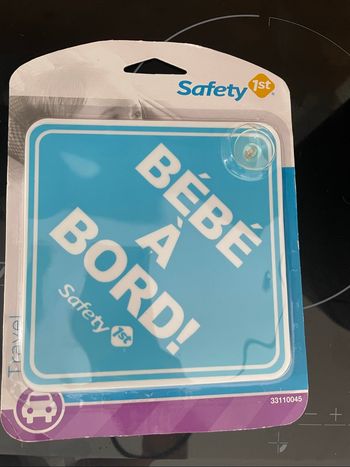 Safety 1st
BÉBÉ
À
BORD!
Safety 1st
Travel
33110045